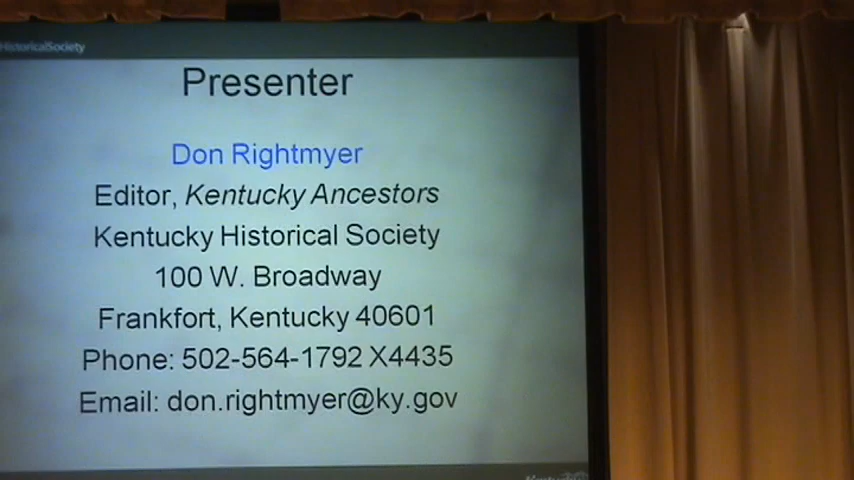 HistoricalSociety
Presenter
Don Rightmyer
Editor, Kentucky Ancestors
Kentucky Historical Society
100 W. Broadway
Frankfort, Kentucky 40601
Phone: 502-564-1792 X4435
Email: don.rightmyer@ky.gov